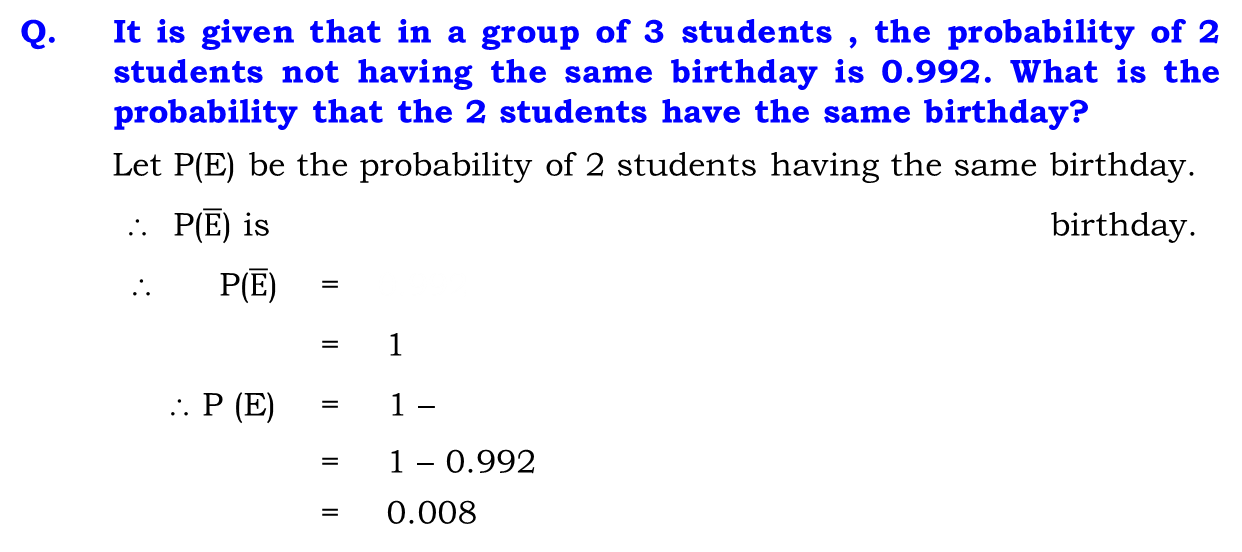 Q. It is given that in a group of 3 students , the probability of 2
students not having the same birthday is 0.992. What is the
probability that the 2 students have the same birthday?
Let P(E) be the probability of 2 students having the same birthday.
∴ P(E̅) is birthday.
∴ P(E̅) =
= 1
∴ P (E) = 1 –
= 1 – 0.992
= 0.008